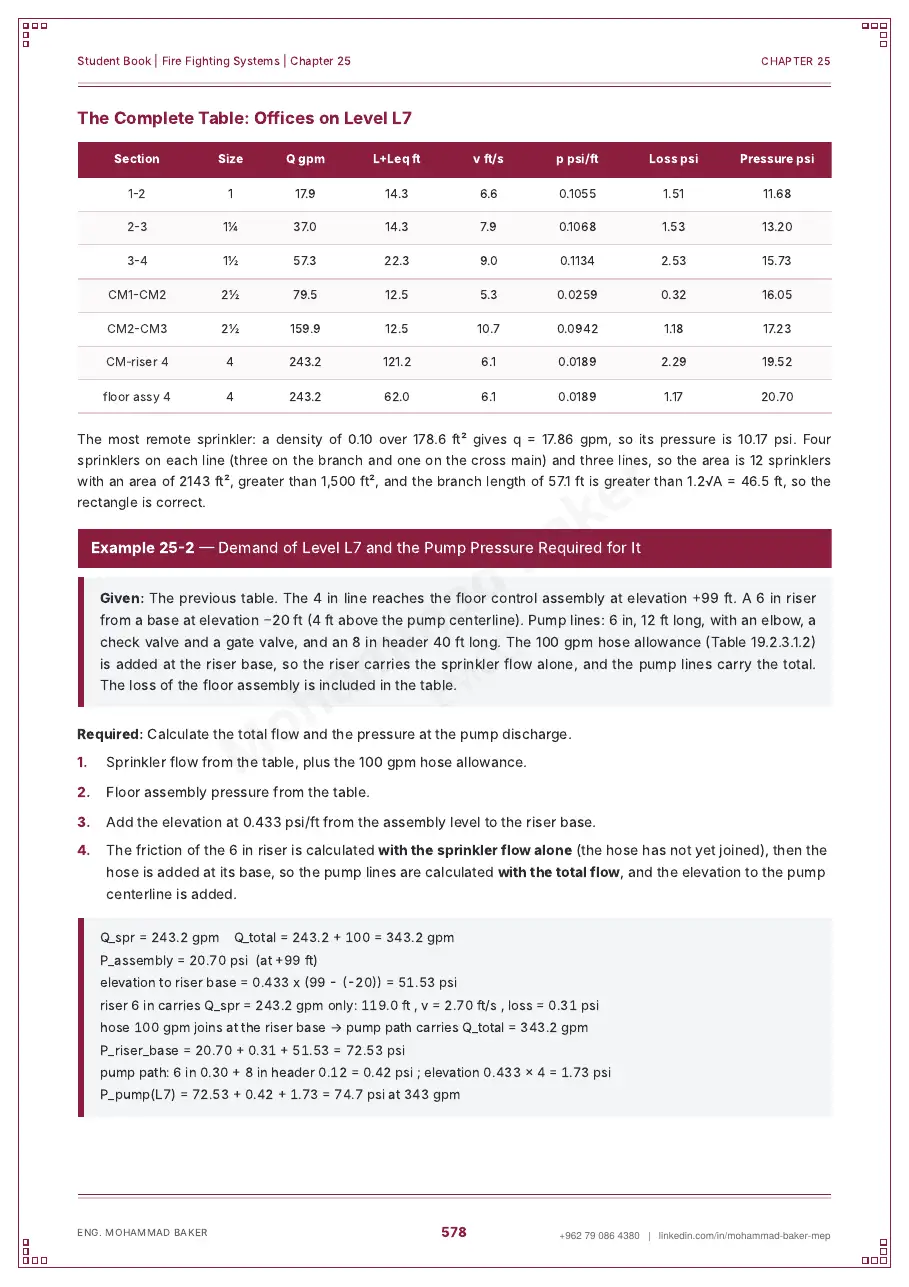 Student Book | Fire Fighting Systems | Chapter 25
CHAPTER 25
The Complete Table: Offices on Level L7
Section Size Q gpm L+Leq ft v ft/s p psi/ft Loss psi Pressure psi
1-2 1 17.9 14.3 6.6 0.1055 1.51 11.68
2-3 1¼ 37.0 14.3 7.9 0.1068 1.53 13.20
3-4 1½ 57.3 22.3 9.0 0.1134 2.53 15.73
CM1-CM2 2½ 79.5 12.5 5.3 0.0259 0.32 16.05
CM2-CM3 2½ 159.9 12.5 10.7 0.0942 1.18 17.23
CM-riser 4 4 243.2 121.2 6.1 0.0189 2.29 19.52
floor assy 4 4 243.2 62.0 6.1 0.0189 1.17 20.70
The most remote sprinkler: a density of 0.10 over 178.6 ft² gives q = 17.86 gpm, so its pressure is 10.17 psi. Four
sprinklers on each line (three on the branch and one on the cross main) and three lines, so the area is 12 sprinklers
with an area of 2143 ft², greater than 1,500 ft², and the branch length of 57.1 ft is greater than 1.2√A = 46.5 ft, so the
rectangle is correct.
Example 25-2 — Demand of Level L7 and the Pump Pressure Required for It
Given: The previous table. The 4 in line reaches the floor control assembly at elevation +99 ft. A 6 in riser
from a base at elevation −20 ft (4 ft above the pump centerline). Pump lines: 6 in, 12 ft long, with an elbow, a
check valve and a gate valve, and an 8 in header 40 ft long. The 100 gpm hose allowance (Table 19.2.3.1.2)
is added at the riser base, so the riser carries the sprinkler flow alone, and the pump lines carry the total.
The loss of the floor assembly is included in the table.
Required: Calculate the total flow and the pressure at the pump discharge.
1. Sprinkler flow from the table, plus the 100 gpm hose allowance.
2. Floor assembly pressure from the table.
3. Add the elevation at 0.433 psi/ft from the assembly level to the riser base.
4. The friction of the 6 in riser is calculated with the sprinkler flow alone (the hose has not yet joined), then the
hose is added at its base, so the pump lines are calculated with the total flow, and the elevation to the pump
centerline is added.
Q_spr = 243.2 gpm Q_total = 243.2 + 100 = 343.2 gpm
P_assembly = 20.70 psi (at +99 ft)
elevation to riser base = 0.433 x (99 - (-20)) = 51.53 psi
riser 6 in carries Q_spr = 243.2 gpm only: 119.0 ft , v = 2.70 ft/s , loss = 0.31 psi
hose 100 gpm joins at the riser base → pump path carries Q_total = 343.2 gpm
P_riser_base = 20.70 + 0.31 + 51.53 = 72.53 psi
pump path: 6 in 0.30 + 8 in header 0.12 = 0.42 psi ; elevation 0.433 × 4 = 1.73 psi
P_pump(L7) = 72.53 + 0.42 + 1.73 = 74.7 psi at 343 gpm
ENG. MOHAMMAD BAKER
578
+962 79 086 4380 | linkedin.com/in/mohammad-baker-mep